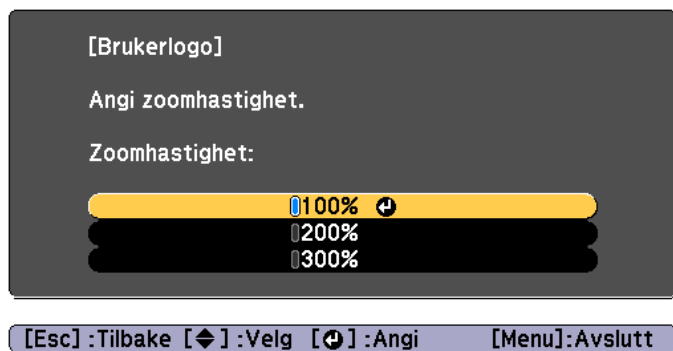 [Brukerlogo]
Angi zoomhastighet.
Zoomhastighet:
100%
200%
300%
[Esc] :Tilbake [◆] :Velg [⏎] :Angi [Menu]:Avslutt